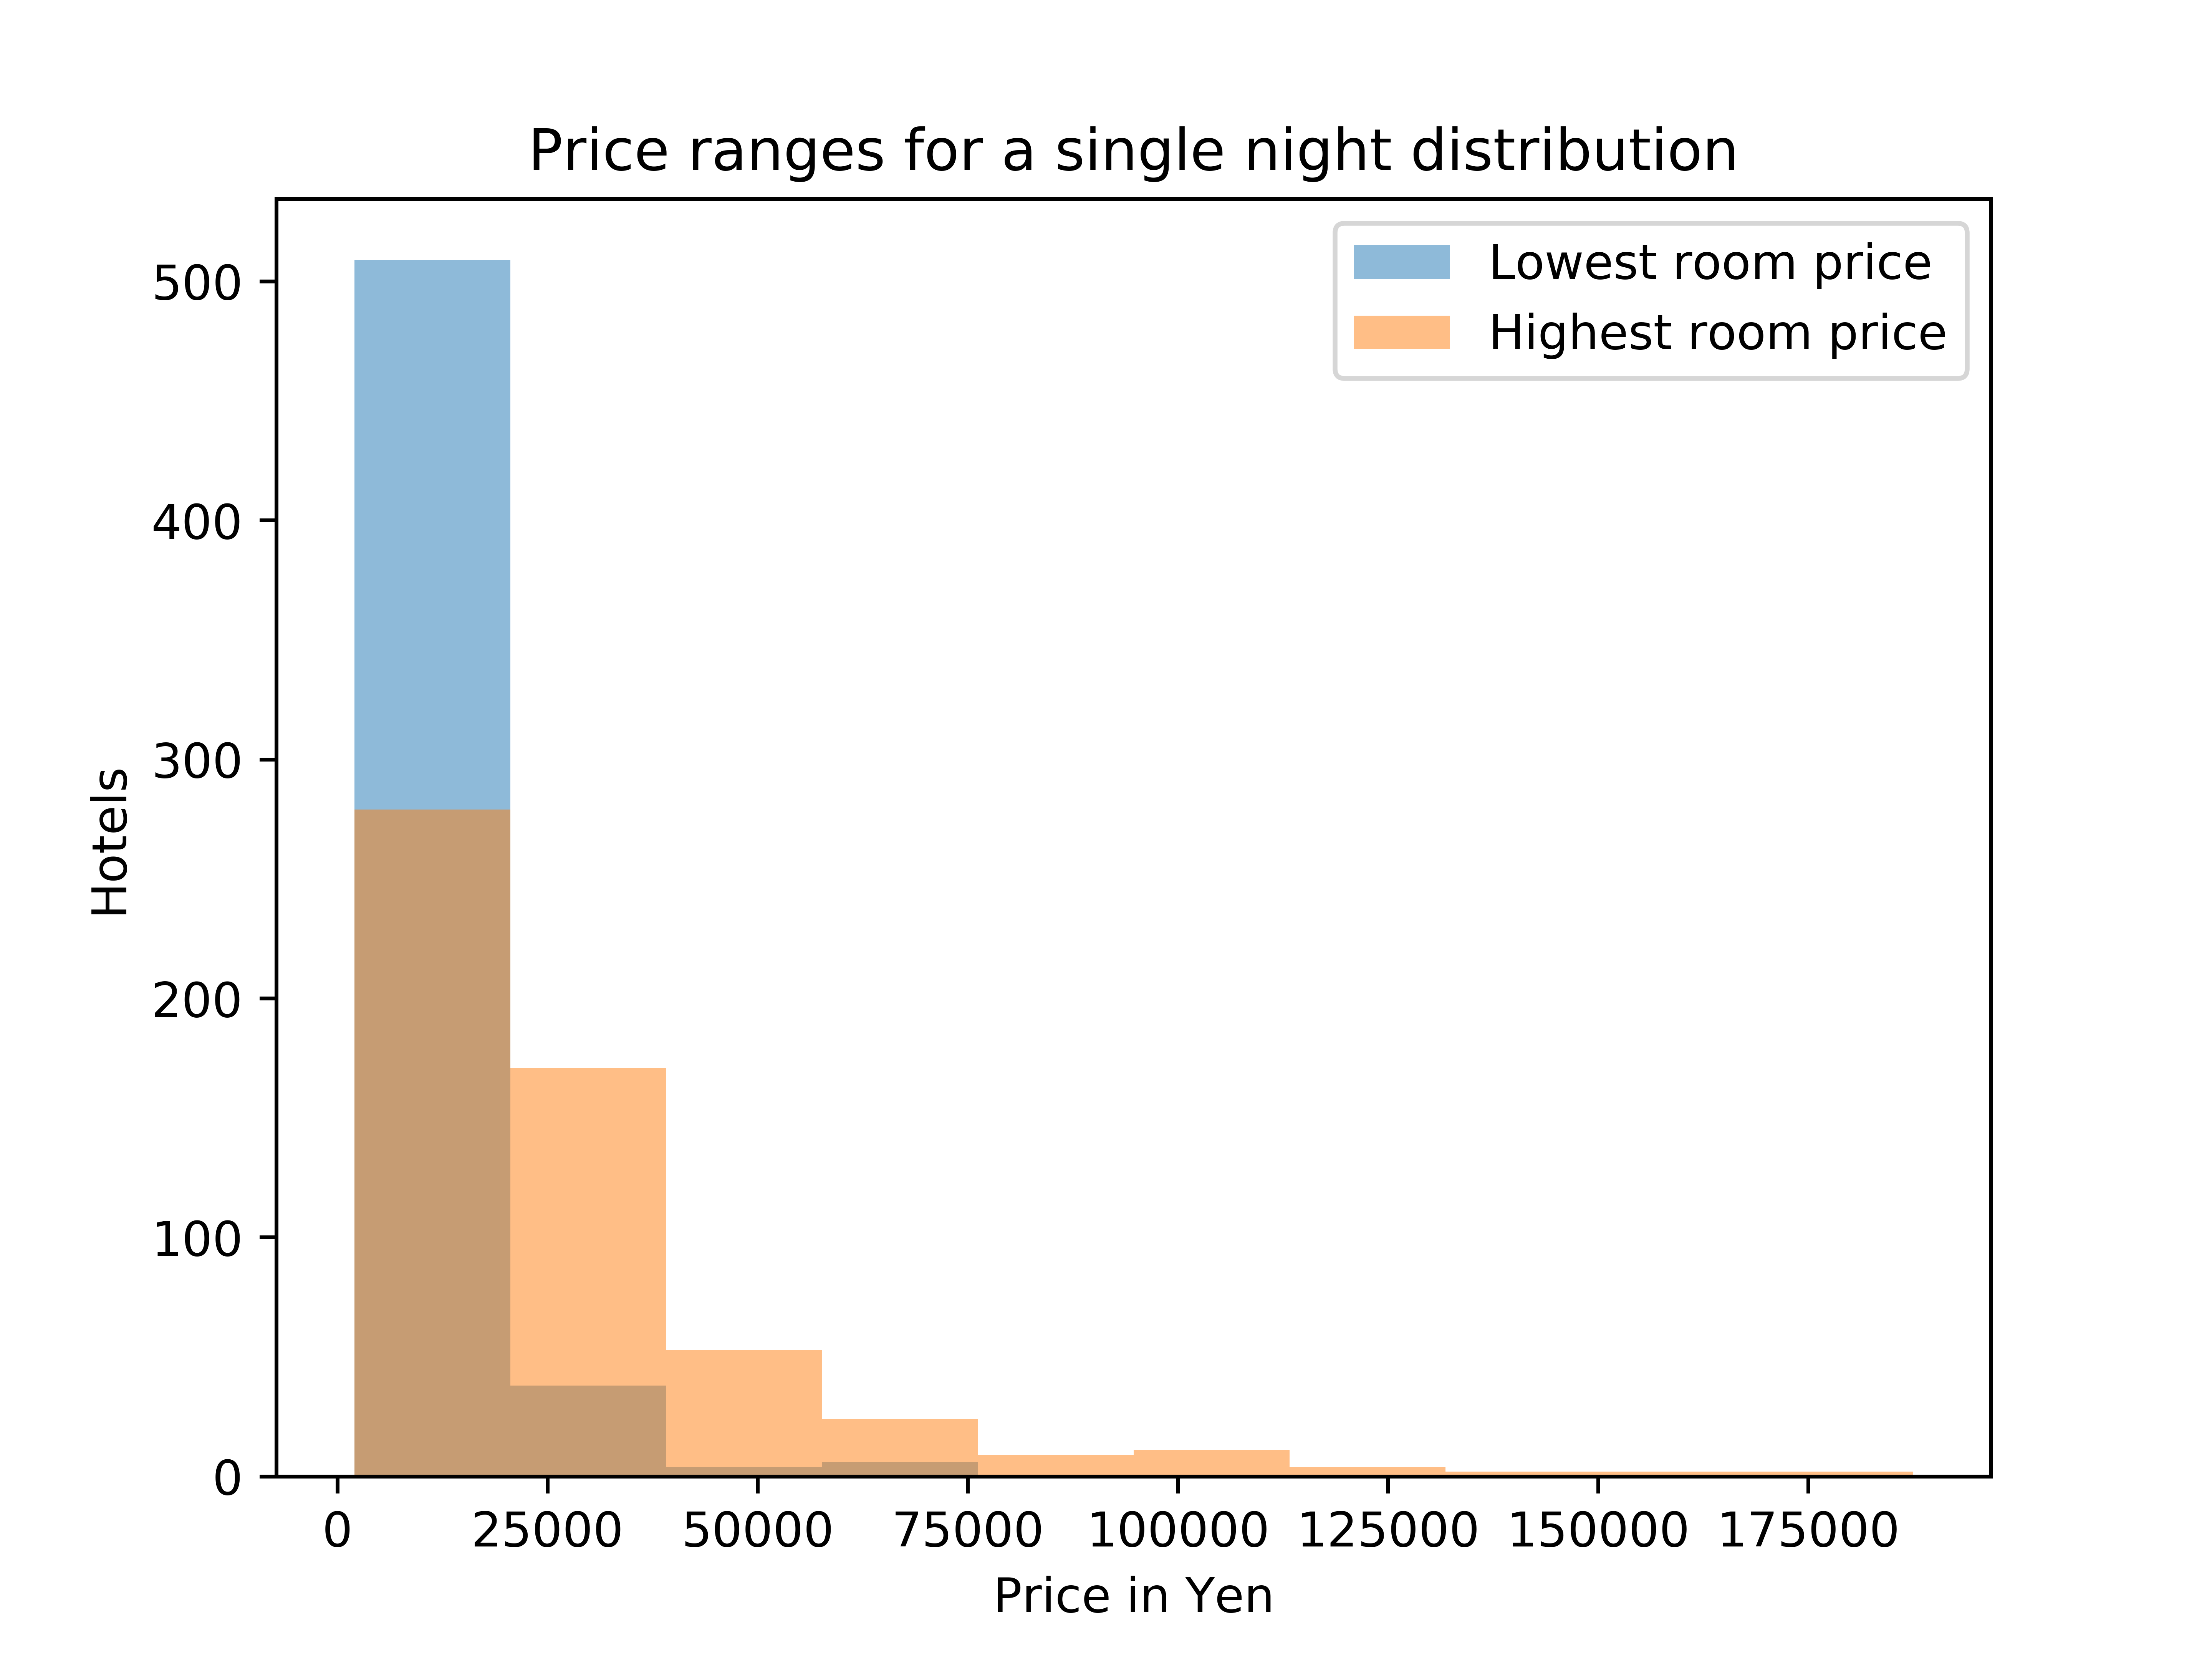 Price ranges for a single night distribution
Lowest room price
Highest room price
500
400
300
200
100
0
Hotels
0 25000 50000 75000 100000 125000 150000 175000
Price in Yen